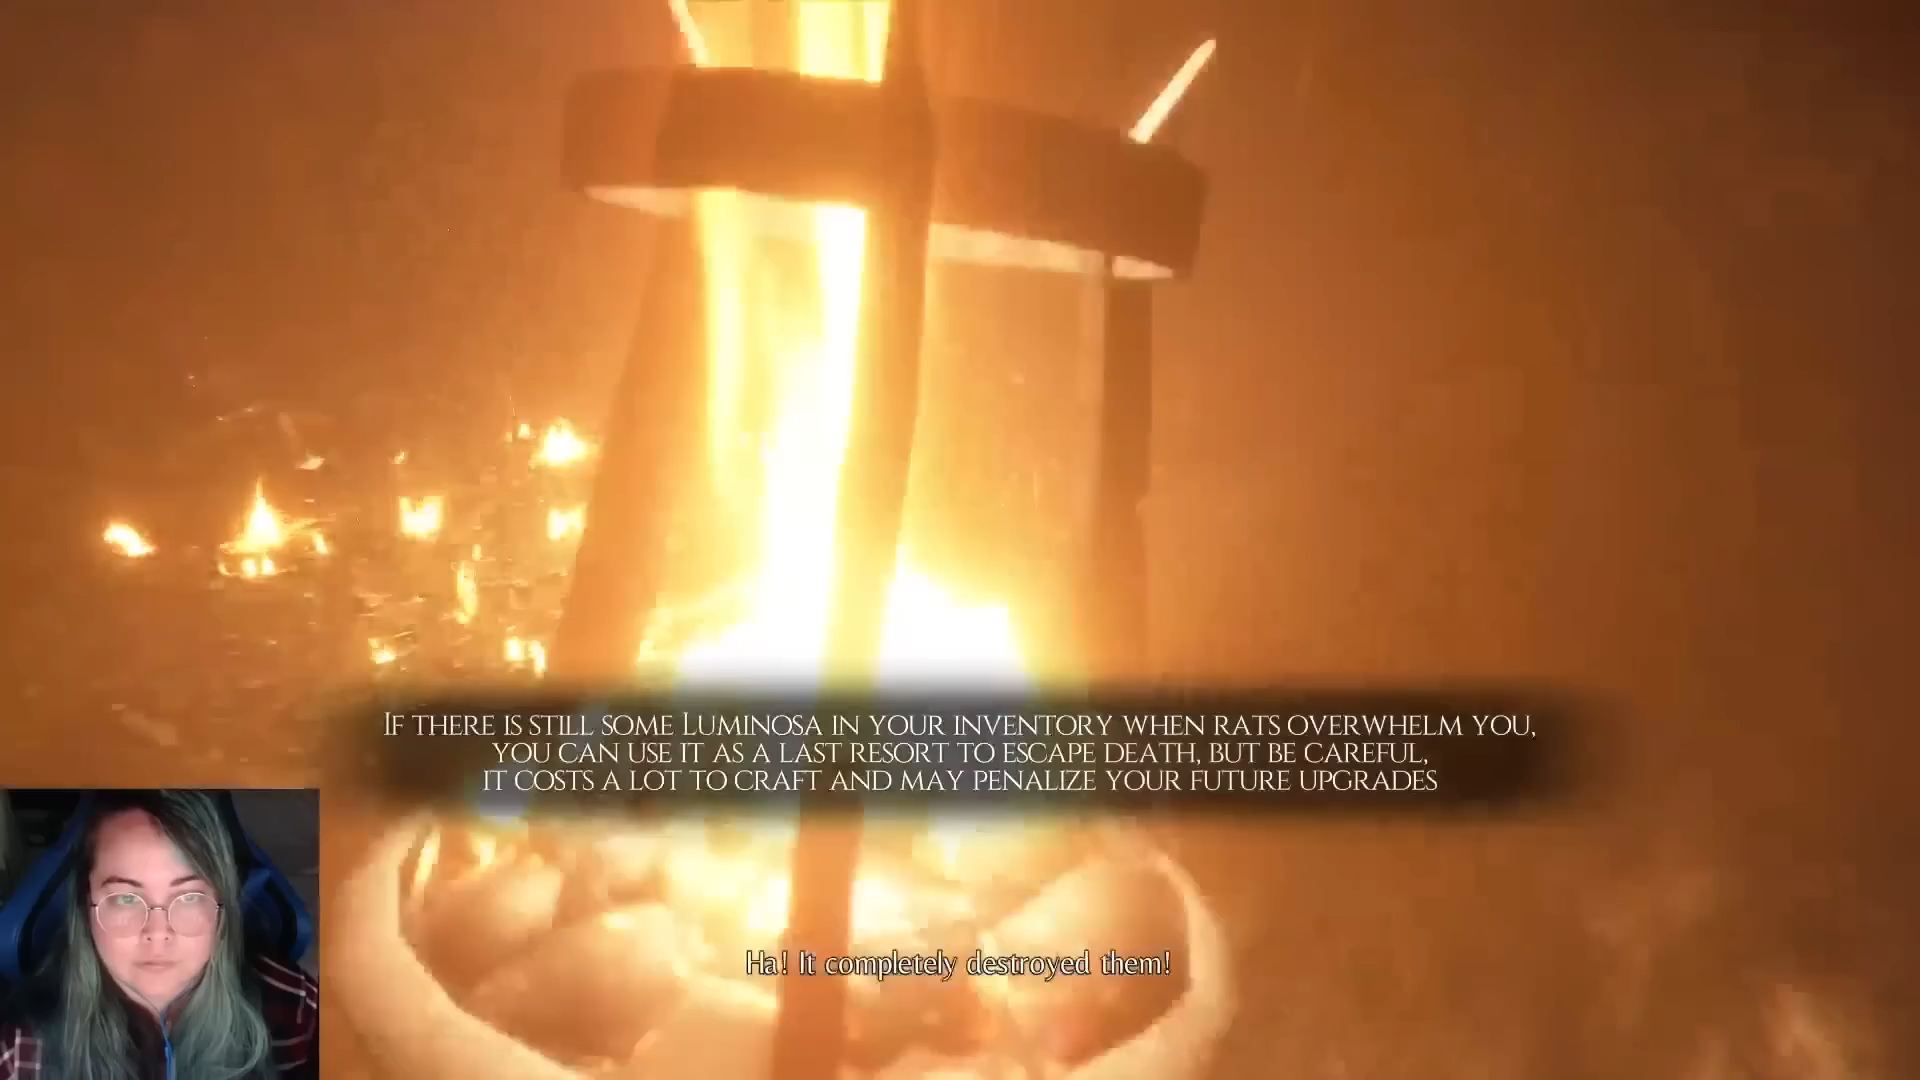 If there is still some Luminosa in your inventory when rats overwhelm you,
you can use it as a last resort to escape death, but be careful,
it costs a lot to craft and may penalize your future upgrades
Ha! It completely destroyed them!